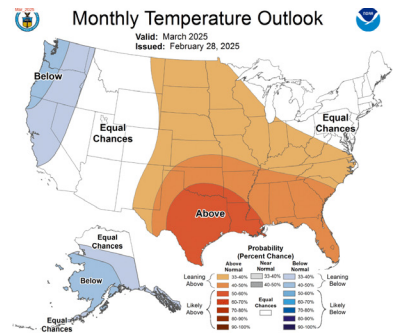 Monthly Temperature Outlook
Valid: March 2025
Issued: February 28, 2025
Below
Equal
Chances
Equal
Chances
Above
Equal
Chances
Below
Equal
Chances
Probability
(Percent Chance)
Above
Normal
Near
Normal
Below
Normal
Leaning
Above
33-40%
40-50%
33-40%
40-50%
33-40%
40-50%
Leaning
Below
Likely
Above
50-60%
60-70%
70-80%
80-90%
90-100%
Equal
Chances
50-60%
60-70%
70-80%
80-90%
90-100%
Likely
Below